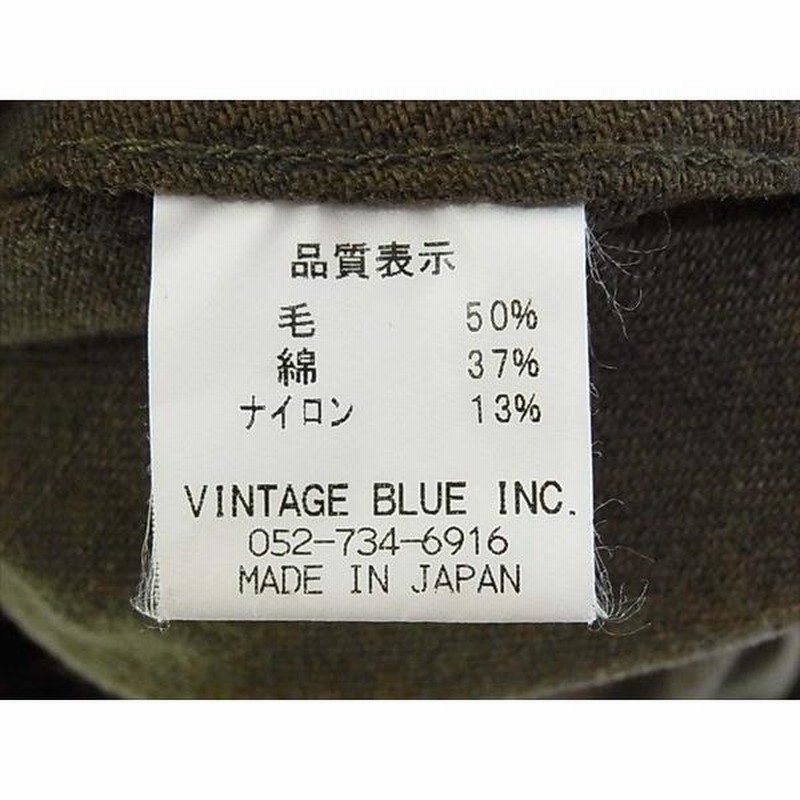 品質表示
毛 50%
綿 37%
ナイロン 13%
VINTAGE BLUE INC.
052-734-6916
MADE IN JAPAN